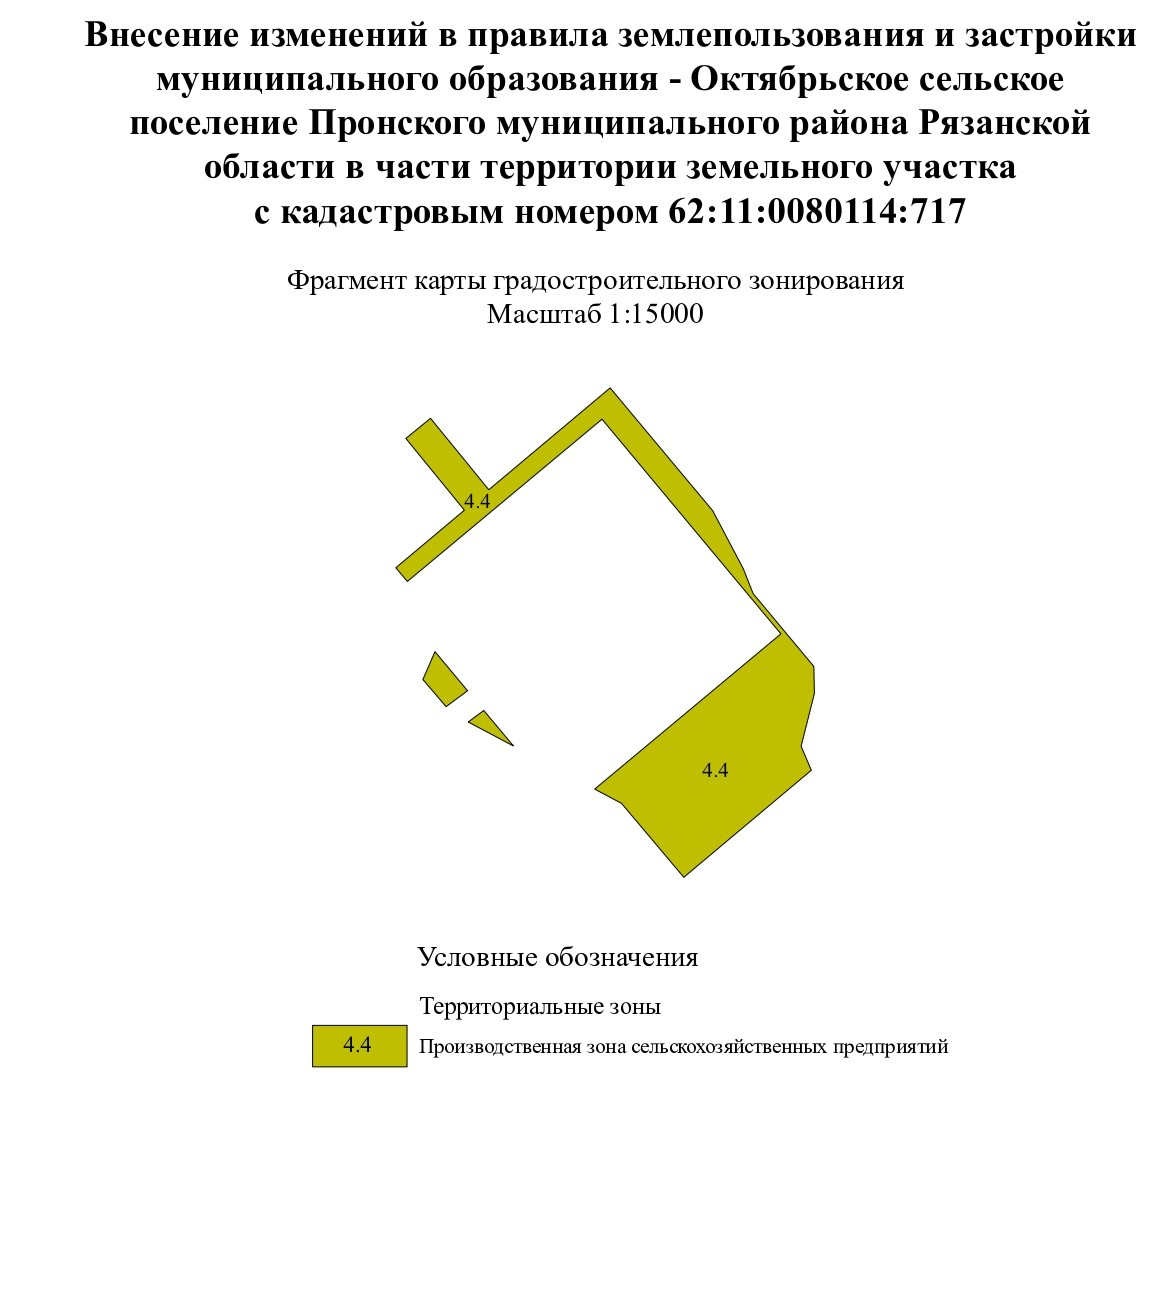 Внесение изменений в правила землепользования и застройки
муниципального образования - Октябрьское сельское
поселение Пронского муниципального района Рязанской
области в части территории земельного участка
с кадастровым номером 62:11:0080114:717
Фрагмент карты градостроительного зонирования
Масштаб 1:15000
4.4
4.4
Условные обозначения
Территориальные зоны
4.4 Производственная зона сельскохозяйственных предприятий